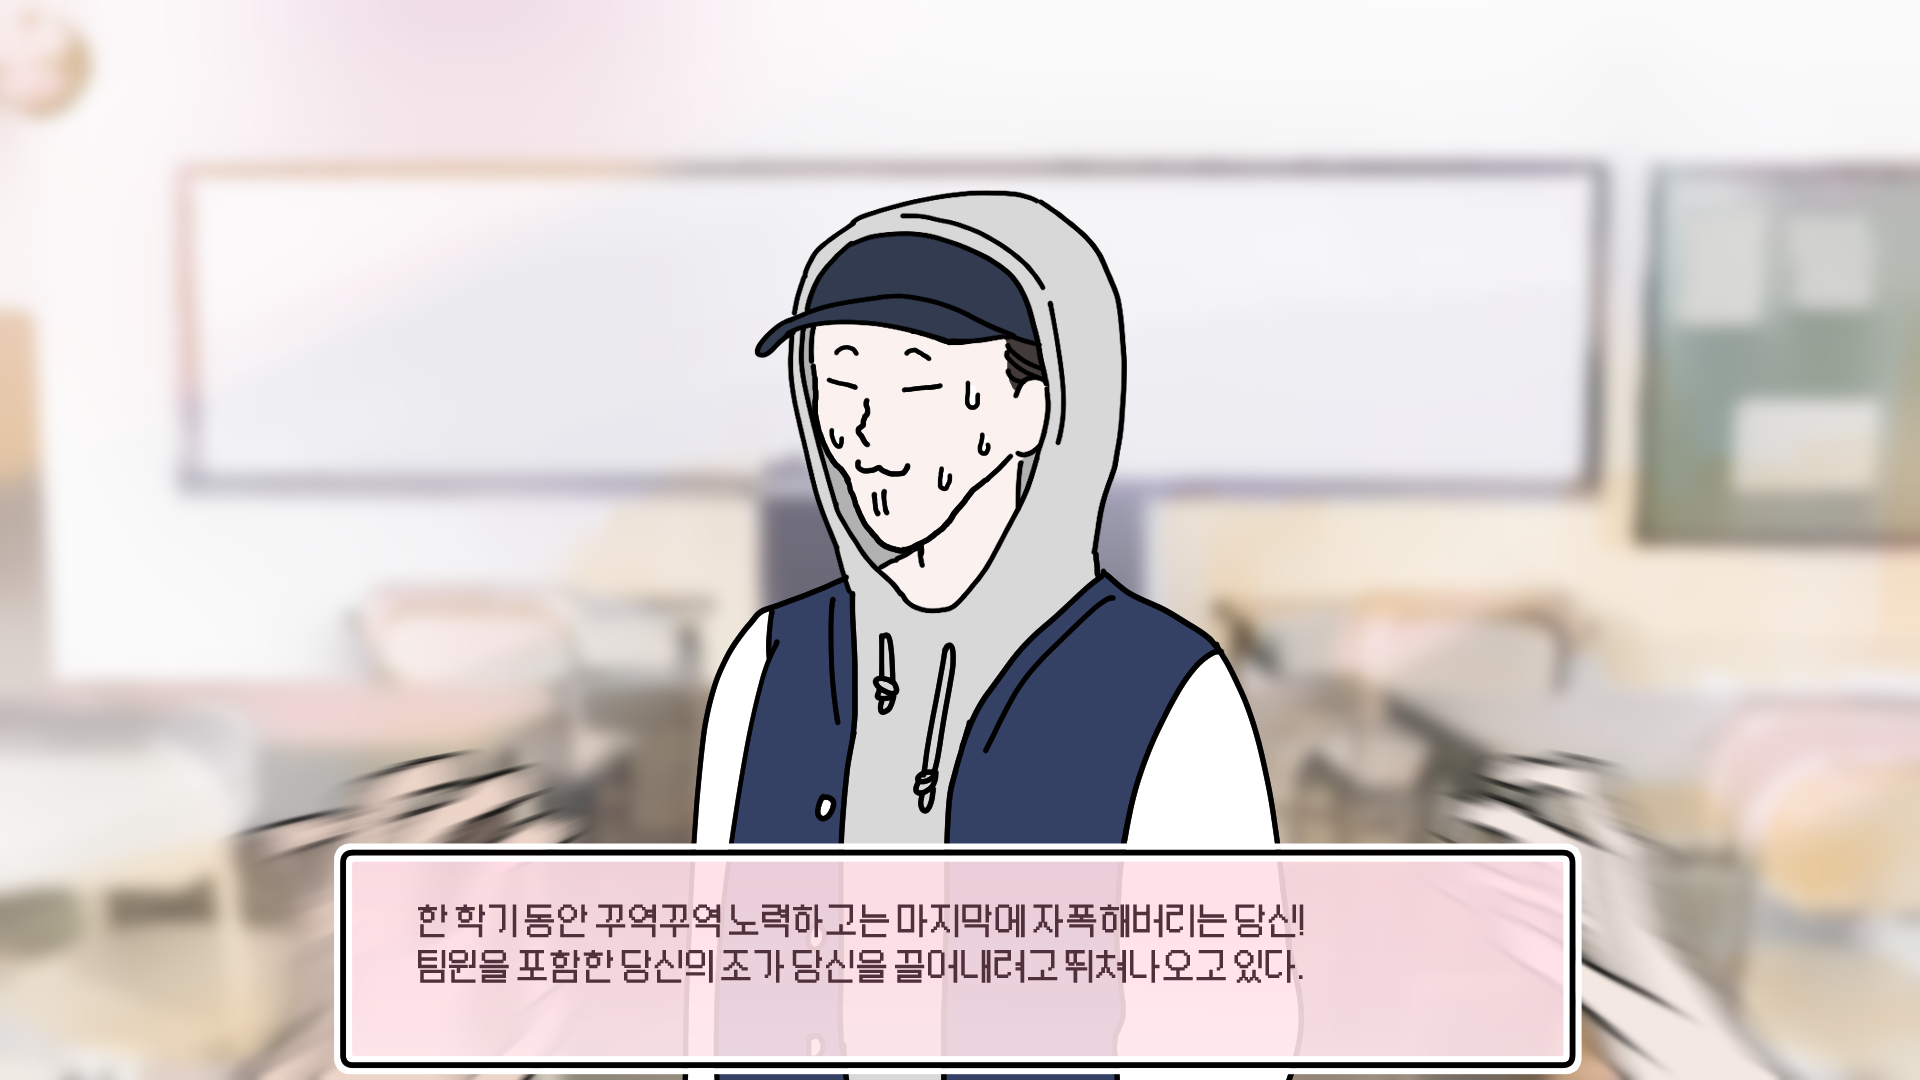 한 학기 동안 꾸역꾸역 노력하고는 마지막에 자폭해버리는 당신!
팀원을 포함한 당신의 조가 당신을 끌어내려고 뛰쳐나오고 있다.